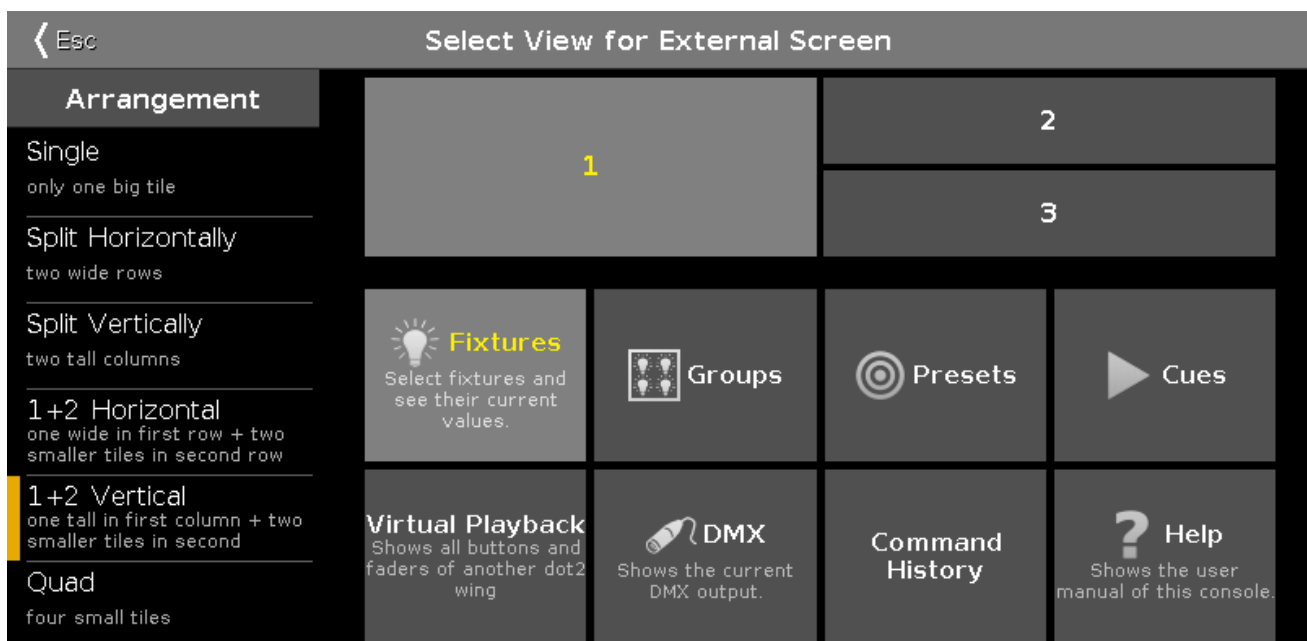 Esc
Select View for External Screen
Arrangement
Single
only one big tile
Split Horizontally
two wide rows
Split Vertically
two tall columns
1+2 Horizontal
one wide in first row + two
smaller tiles in second row
1+2 Vertical
one tall in first column + two
smaller tiles in second
Quad
four small tiles
1
2
3
Fixtures
Select fixtures and
see their current
values.
Groups
Presets
Cues
Virtual Playback
Shows all buttons and
faders of another dot2
wing
DMX
Shows the current
DMX output.
Command
History
Help
Shows the user
manual of this console.